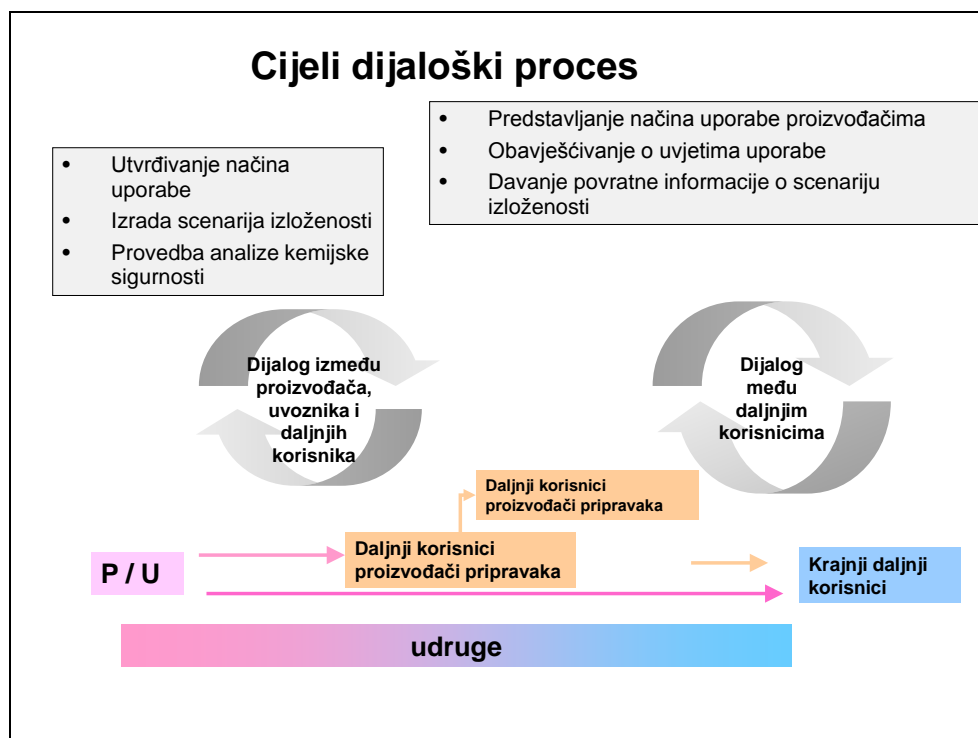 Cijeli dijaloški proces
• Utvrđivanje načina
uporabe
• Izrada scenarija izloženosti
• Provedba analize kemijske
sigurnosti
• Predstavljanje načina uporabe proizvođačima
• Obavješćivanje o uvjetima uporabe
• Davanje povratne informacije o scenariju
izloženosti
Dijalog između
proizvođača,
uvoznika i
daljnjih
korisnika
Dijalog
među
daljnjim
korisnicima
Daljnji korisnici
proizvođači pripravaka
P / U
Daljnji korisnici
proizvođači pripravaka
Krajnji daljnji
korisnici
udruge